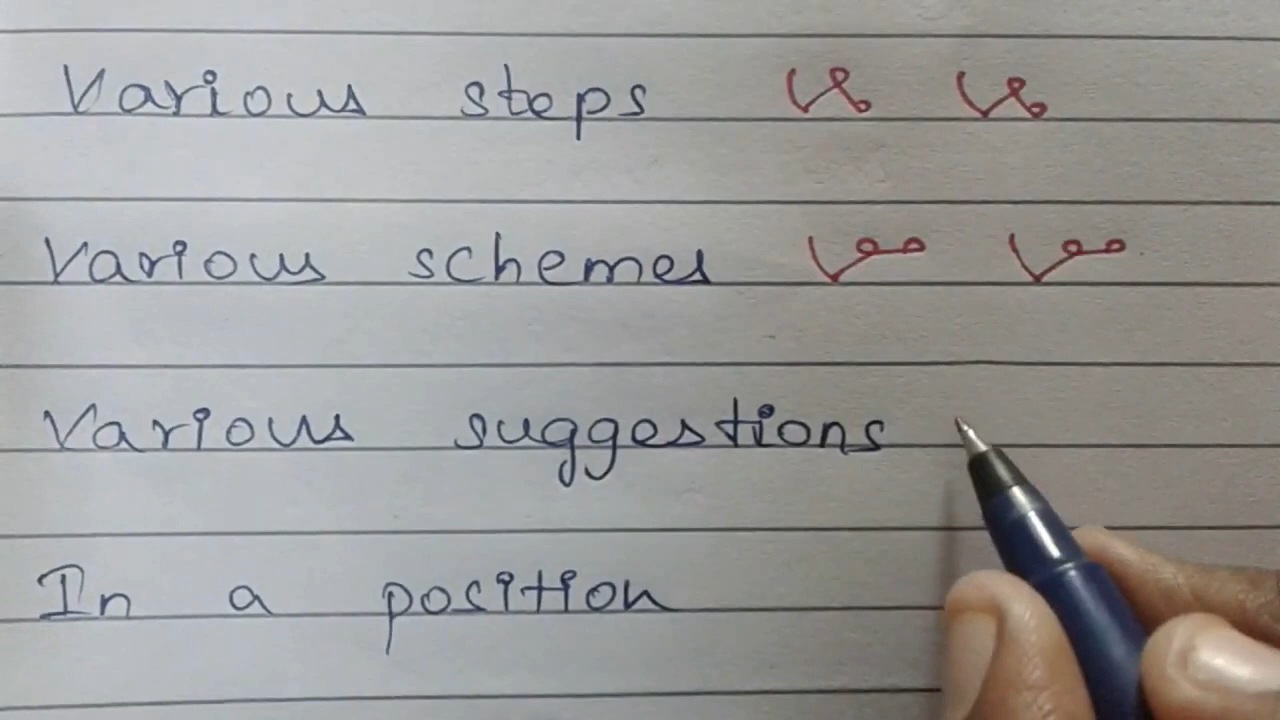 Various steps
Various schemes
Various suggestions
In a position